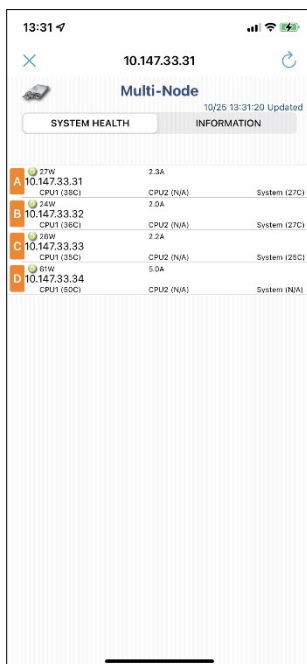 13:31
10.147.33.31
Multi-Node
10/25 13:31:20 Updated
SYSTEM HEALTH INFORMATION
27W 2.3A
A 10.147.33.31
CPU1 (38C) CPU2 (N/A) System (27C)
24W 2.0A
B 10.147.33.32
CPU1 (36C) CPU2 (N/A) System (27C)
26W 2.2A
C 10.147.33.33
CPU1 (35C) CPU2 (N/A) System (25C)
61W 5.0A
D 10.147.33.34
CPU1 (50C) CPU2 (N/A) System (N/A)